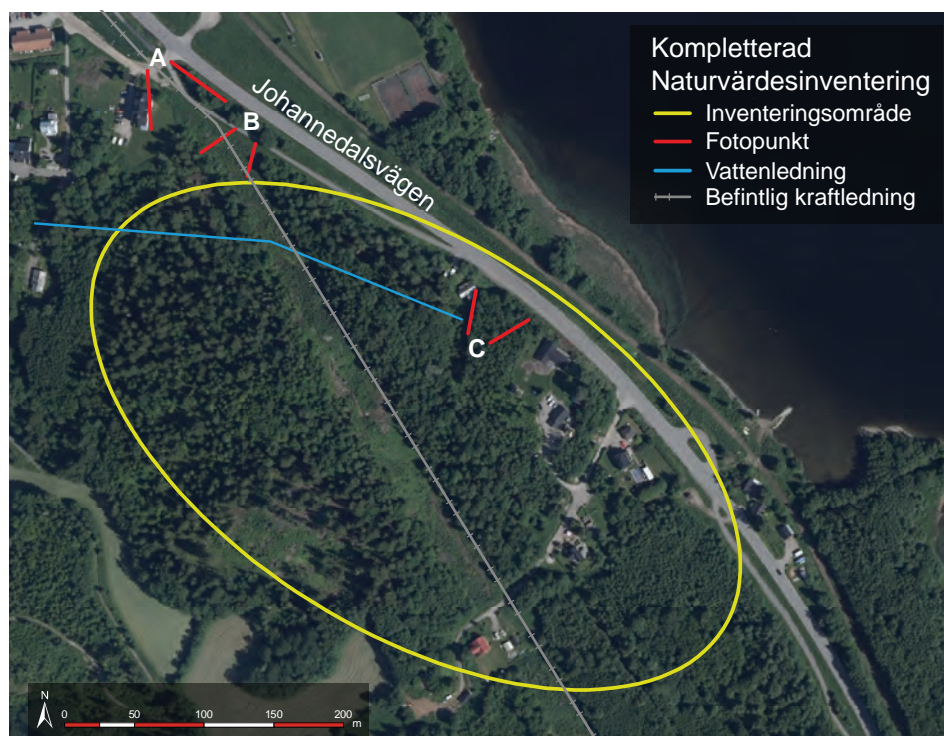 Kompletterad
Naturvärdesinventering
Inventeringsområde
Fotopunkt
Vattenledning
Befintlig kraftledning
A
B
Johannedalsvägen
C
N
0 50 100 150 200
m